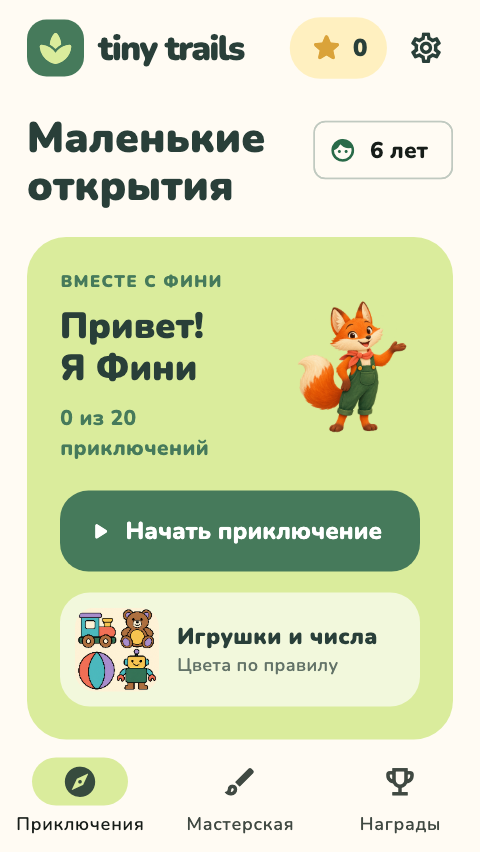 tiny trails
0
Маленькие
открытия
6 лет
ВМЕСТЕ С ФИНИ
Привет!
Я Фини
0 из 20
приключений
Начать приключение
Игрушки и числа
Цвета по правилу
Приключения
Мастерская
Награды